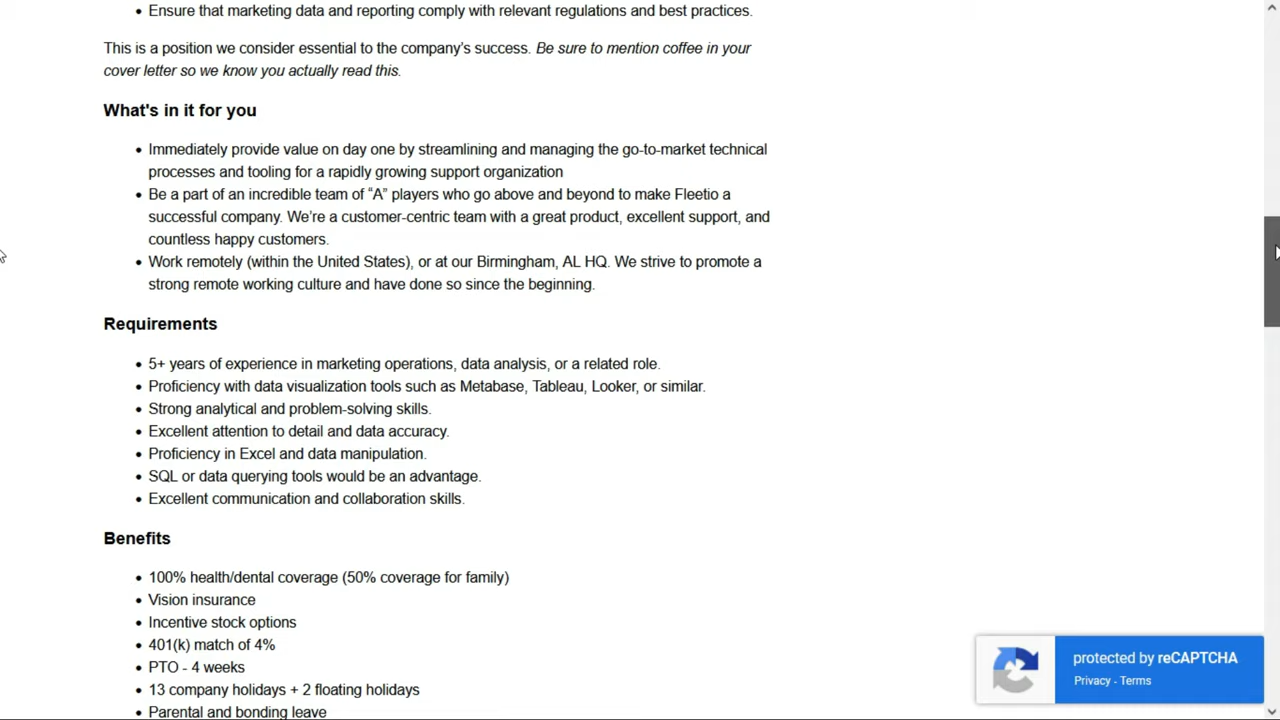 Ensure that marketing data and reporting comply with relevant regulations and best practices.
This is a position we consider essential to the company's success. Be sure to mention coffee in your
cover letter so we know you actually read this.
What's in it for you
Immediately provide value on day one by streamlining and managing the go-to-market technical
processes and tooling for a rapidly growing support organization
Be a part of an incredible team of “A” players who go above and beyond to make Fleetio a
successful company. We're a customer-centric team with a great product, excellent support, and
countless happy customers.
Work remotely (within the United States), or at our Birmingham, AL HQ. We strive to promote a
strong remote working culture and have done so since the beginning.
Requirements
5+ years of experience in marketing operations, data analysis, or a related role.
Proficiency with data visualization tools such as Metabase, Tableau, Looker, or similar.
Strong analytical and problem-solving skills.
Excellent attention to detail and data accuracy.
Proficiency in Excel and data manipulation.
SQL or data querying tools would be an advantage.
Excellent communication and collaboration skills.
Benefits
100% health/dental coverage (50% coverage for family)
Vision insurance
Incentive stock options
401(k) match of 4%
PTO - 4 weeks
13 company holidays + 2 floating holidays
Parental and bonding leave
protected by reCAPTCHA
Privacy - Terms